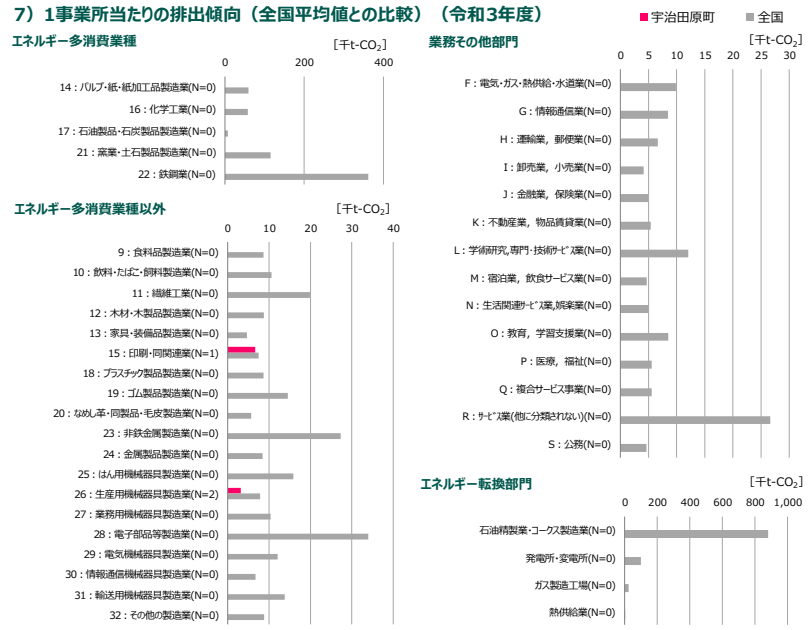 7）1事業所当たりの排出傾向（全国平均値との比較）（令和3年度）
■宇治田原町 ■全国
エネルギー多消費業種
[千t-CO2]
0 200 400
14：パルプ・紙・紙加工品製造業(N=0)
16：化学工業(N=0)
17：石油製品・石炭製品製造業(N=0)
21：窯業・土石製品製造業(N=0)
22：鉄鋼業(N=0)
エネルギー多消費業種以外
[千t-CO2]
0 10 20 30 40
9：食料品製造業(N=0)
10：飲料・たばこ・飼料製造業(N=0)
11：繊維工業(N=0)
12：木材・木製品製造業(N=0)
13：家具・装備品製造業(N=0)
15：印刷・同関連業(N=1)
18：プラスチック製品製造業(N=0)
19：ゴム製品製造業(N=0)
20：なめし革・同製品・毛皮製造業(N=0)
23：非鉄金属製造業(N=0)
24：金属製品製造業(N=0)
25：はん用機械器具製造業(N=0)
26：生産用機械器具製造業(N=2)
27：業務用機械器具製造業(N=0)
28：電子部品等製造業(N=0)
29：電気機械器具製造業(N=0)
30：情報通信機械器具製造業(N=0)
31：輸送用機械器具製造業(N=0)
32：その他の製造業(N=0)
業務その他部門
[千t-CO2]
0 5 10 15 20 25 30
F：電気・ガス・熱供給・水道業(N=0)
G：情報通信業(N=0)
H：運輸業，郵便業(N=0)
I：卸売業，小売業(N=0)
J：金融業，保険業(N=0)
K：不動産業，物品賃貸業(N=0)
L：学術研究,専門・技術ｻｰﾋﾞｽ業(N=0)
M：宿泊業，飲食サービス業(N=0)
N：生活関連ｻｰﾋﾞｽ業,娯楽業(N=0)
O：教育，学習支援業(N=0)
P：医療，福祉(N=0)
Q：複合サービス事業(N=0)
R：ｻｰﾋﾞｽ業(他に分類されない)(N=0)
S：公務(N=0)
エネルギー転換部門
[千t-CO2]
0 200 400 600 800 1,000
石油精製業・コークス製造業(N=0)
発電所・変電所(N=0)
ガス製造工場(N=0)
熱供給業(N=0)